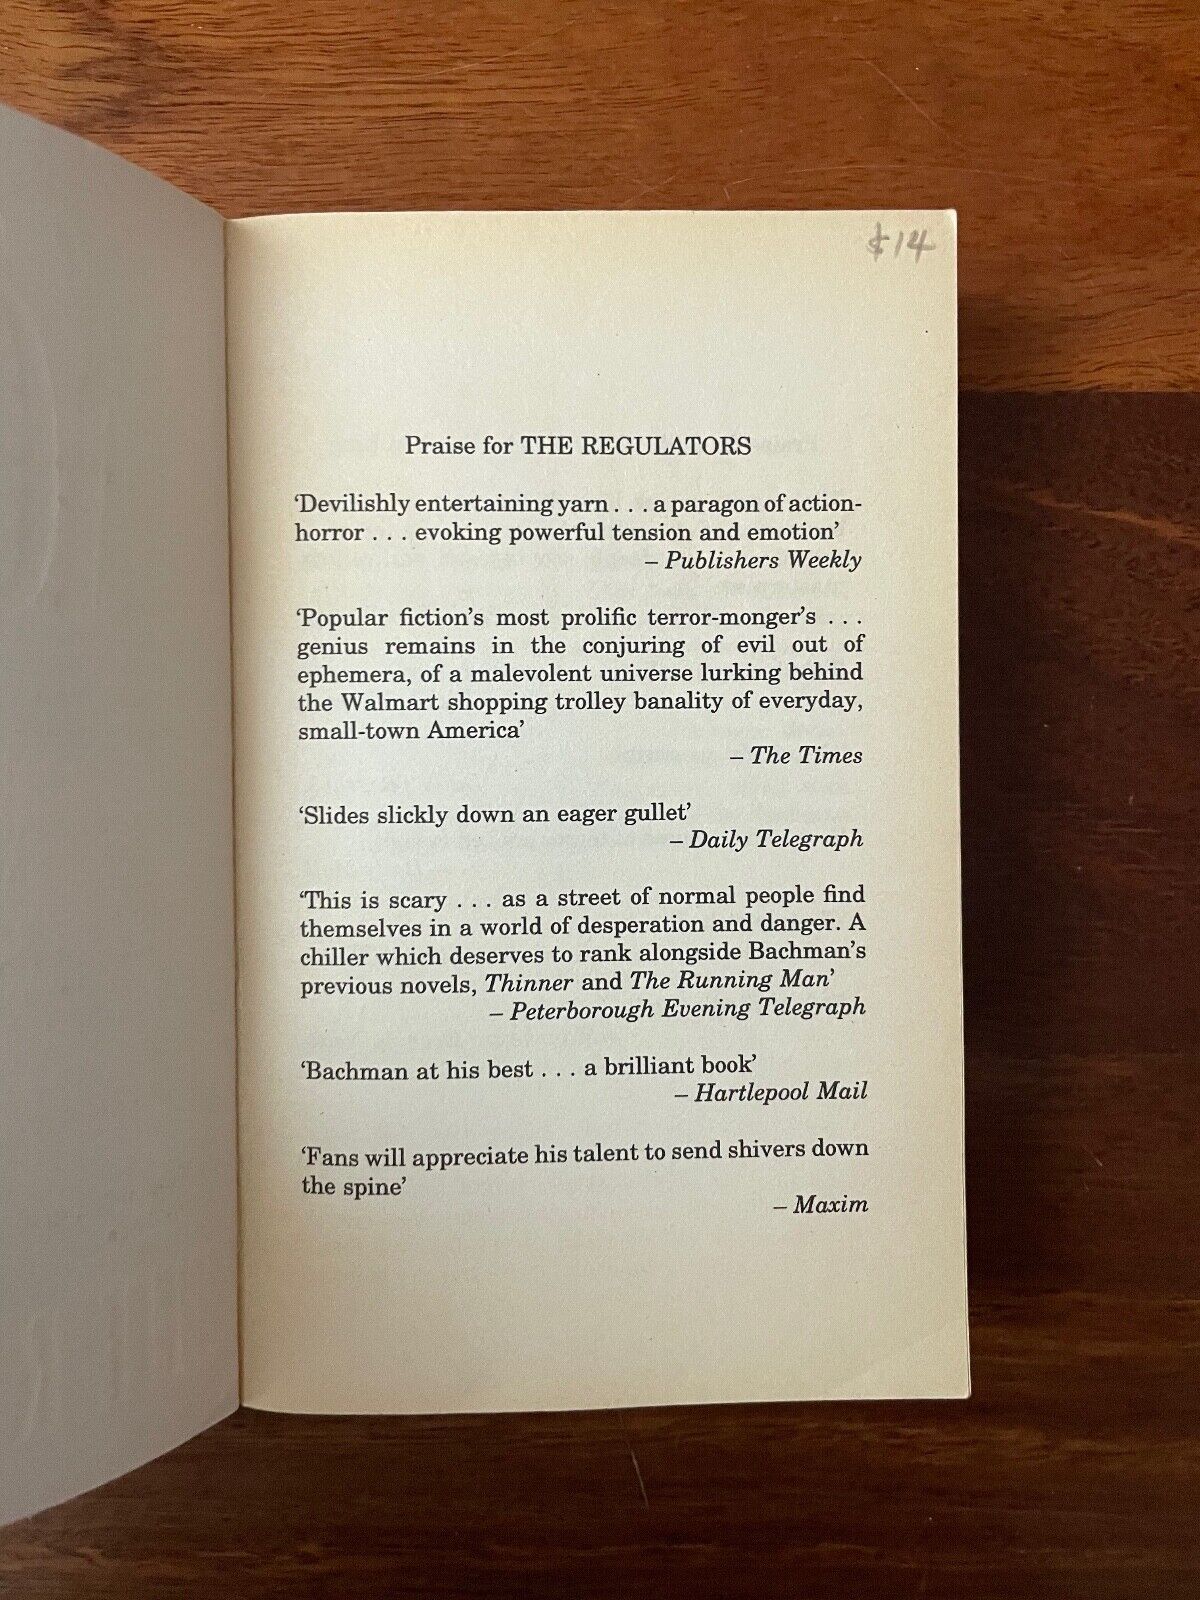 $14
Praise for THE REGULATORS
‘Devilishly entertaining yarn . . . a paragon of action-
horror . . . evoking powerful tension and emotion’
– Publishers Weekly
‘Popular fiction’s most prolific terror-monger’s . . .
genius remains in the conjuring of evil out of
ephemera, of a malevolent universe lurking behind
the Walmart shopping trolley banality of everyday,
small-town America’
– The Times
‘Slides slickly down an eager gullet’
– Daily Telegraph
‘This is scary . . . as a street of normal people find
themselves in a world of desperation and danger. A
chiller which deserves to rank alongside Bachman’s
previous novels, Thinner and The Running Man’
– Peterborough Evening Telegraph
‘Bachman at his best . . . a brilliant book’
– Hartlepool Mail
‘Fans will appreciate his talent to send shivers down
the spine’
– Maxim